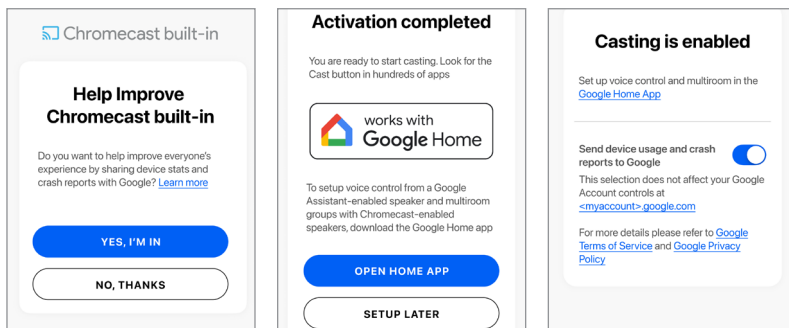 Chromecast built-in
Help Improve
Chromecast built-in
Do you want to help improve everyone's
experience by sharing device stats and
crash reports with Google? Learn more
YES, I'M IN
NO, THANKS
Activation completed
You are ready to start casting. Look for the
Cast button in hundreds of apps
works with
Google Home
To setup voice control from a Google
Assistant-enabled speaker and multiroom
groups with Chromecast-enabled
speakers, download the Google Home app
OPEN HOME APP
SETUP LATER
Casting is enabled
Set up voice control and multiroom in the
Google Home App
Send device usage and crash
reports to Google
This selection does not affect your Google
Account controls at
<myaccount>.google.com
For more details please refer to Google
Terms of Service and Google Privacy
Policy